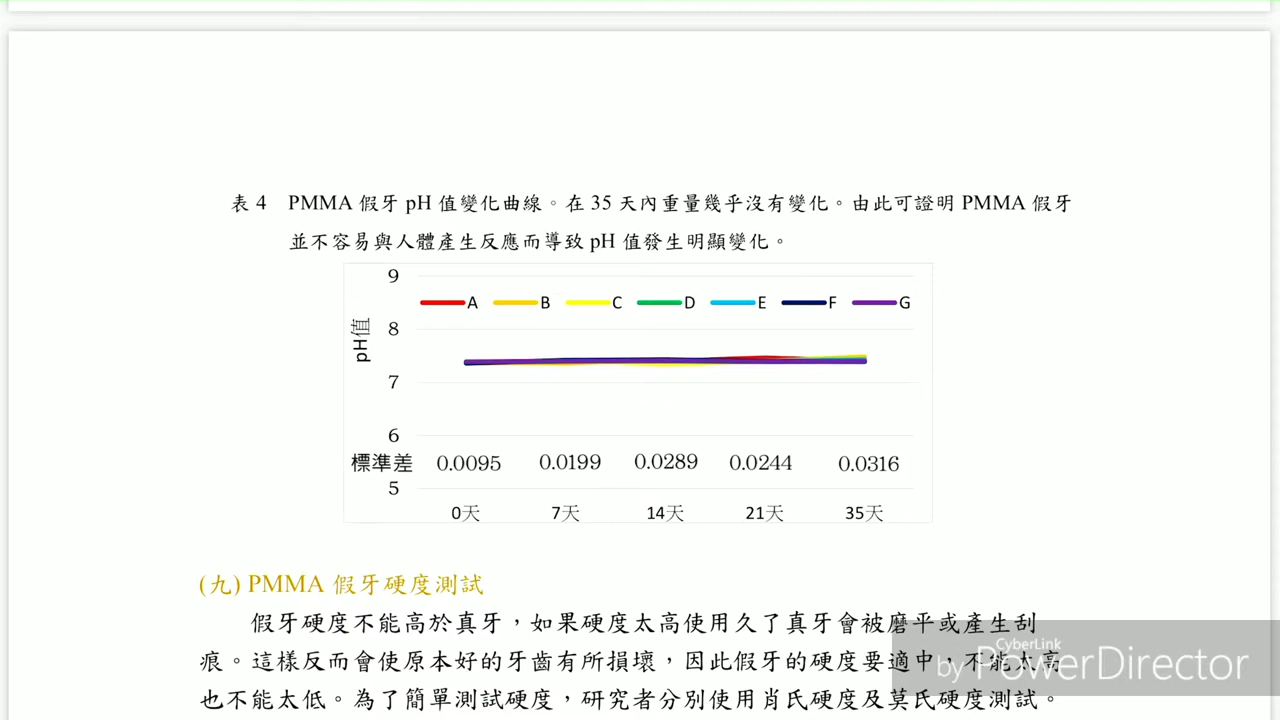 表 4 PMMA 假牙 pH 值變化曲線。在 35 天內重量幾乎沒有變化。由此可證明 PMMA 假牙
並不容易與人體產生反應而導致 pH 值發生明顯變化。
9
A B C D E F G
pH值
8
7
6
標準差 0.0095 0.0199 0.0289 0.0244 0.0316
5
0天 7天 14天 21天 35天
(九) PMMA 假牙硬度測試
假牙硬度不能高於真牙，如果硬度太高使用久了真牙會被磨平或產生刮
痕。這樣反而會使原本好的牙齒有所損壞，因此假牙的硬度要適中，不能太高
也不能太低。為了簡單測試硬度，研究者分別使用肖氏硬度及莫氏硬度測試。
CyberLink
by PowerDirector